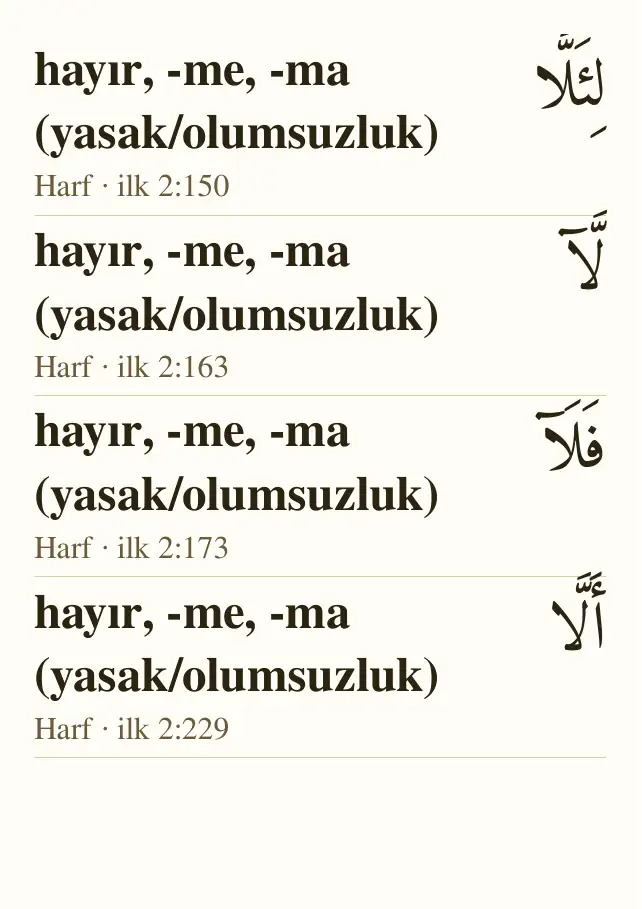 hayır, -me, -ma لِئَلَّا
(yasak/olumsuzluk)
Harf · ilk 2:150
hayır, -me, -ma لَّآ
(yasak/olumsuzluk)
Harf · ilk 2:163
hayır, -me, -ma فَلَآ
(yasak/olumsuzluk)
Harf · ilk 2:173
hayır, -me, -ma أَلَّا
(yasak/olumsuzluk)
Harf · ilk 2:229